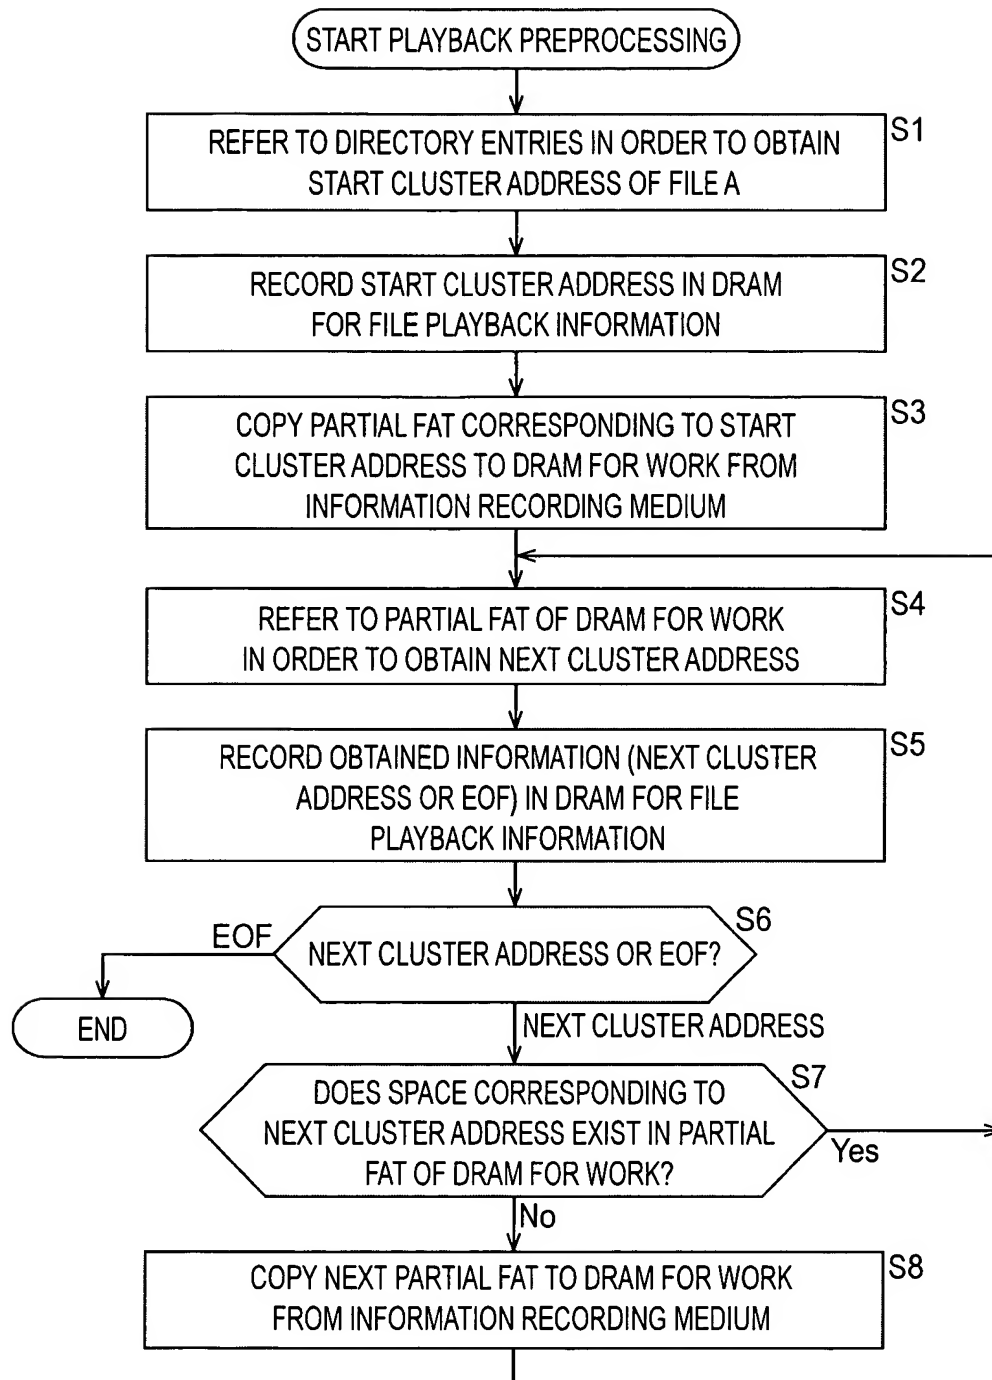 START PLAYBACK PREPROCESSING
S1
REFER TO DIRECTORY ENTRIES IN ORDER TO OBTAIN
START CLUSTER ADDRESS OF FILE A
S2
RECORD START CLUSTER ADDRESS IN DRAM
FOR FILE PLAYBACK INFORMATION
S3
COPY PARTIAL FAT CORRESPONDING TO START
CLUSTER ADDRESS TO DRAM FOR WORK FROM
INFORMATION RECORDING MEDIUM
S4
REFER TO PARTIAL FAT OF DRAM FOR WORK
IN ORDER TO OBTAIN NEXT CLUSTER ADDRESS
S5
RECORD OBTAINED INFORMATION (NEXT CLUSTER
ADDRESS OR EOF) IN DRAM FOR FILE
PLAYBACK INFORMATION
S6
EOF
NEXT CLUSTER ADDRESS OR EOF?
END
NEXT CLUSTER ADDRESS
S7
DOES SPACE CORRESPONDING TO
NEXT CLUSTER ADDRESS EXIST IN PARTIAL
FAT OF DRAM FOR WORK?
Yes
No
S8
COPY NEXT PARTIAL FAT TO DRAM FOR WORK
FROM INFORMATION RECORDING MEDIUM